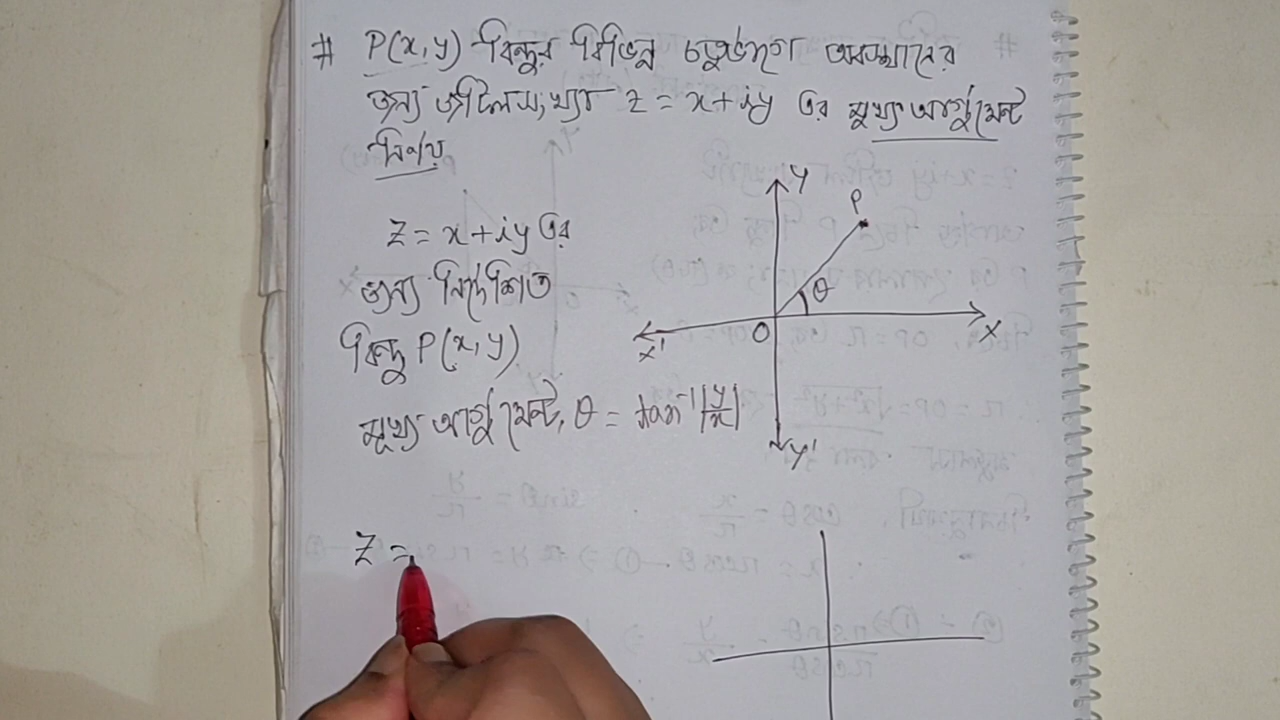 # P(x, y) বিন্দুর বিভিন্ন চতুর্ভাগে অবস্থানের
জন্য জটিলসংখ্যা z = x + iy এর মুখ্য আর্গুমেন্ট
নির্ণয়
z = x + iy এর
জন্য নির্দেশিত
বিন্দু P(x, y)
মুখ্য আর্গুমেন্ট, θ = tan⁻¹|y/x|
Y
P
θ
O
X
X'
Y'
Z =